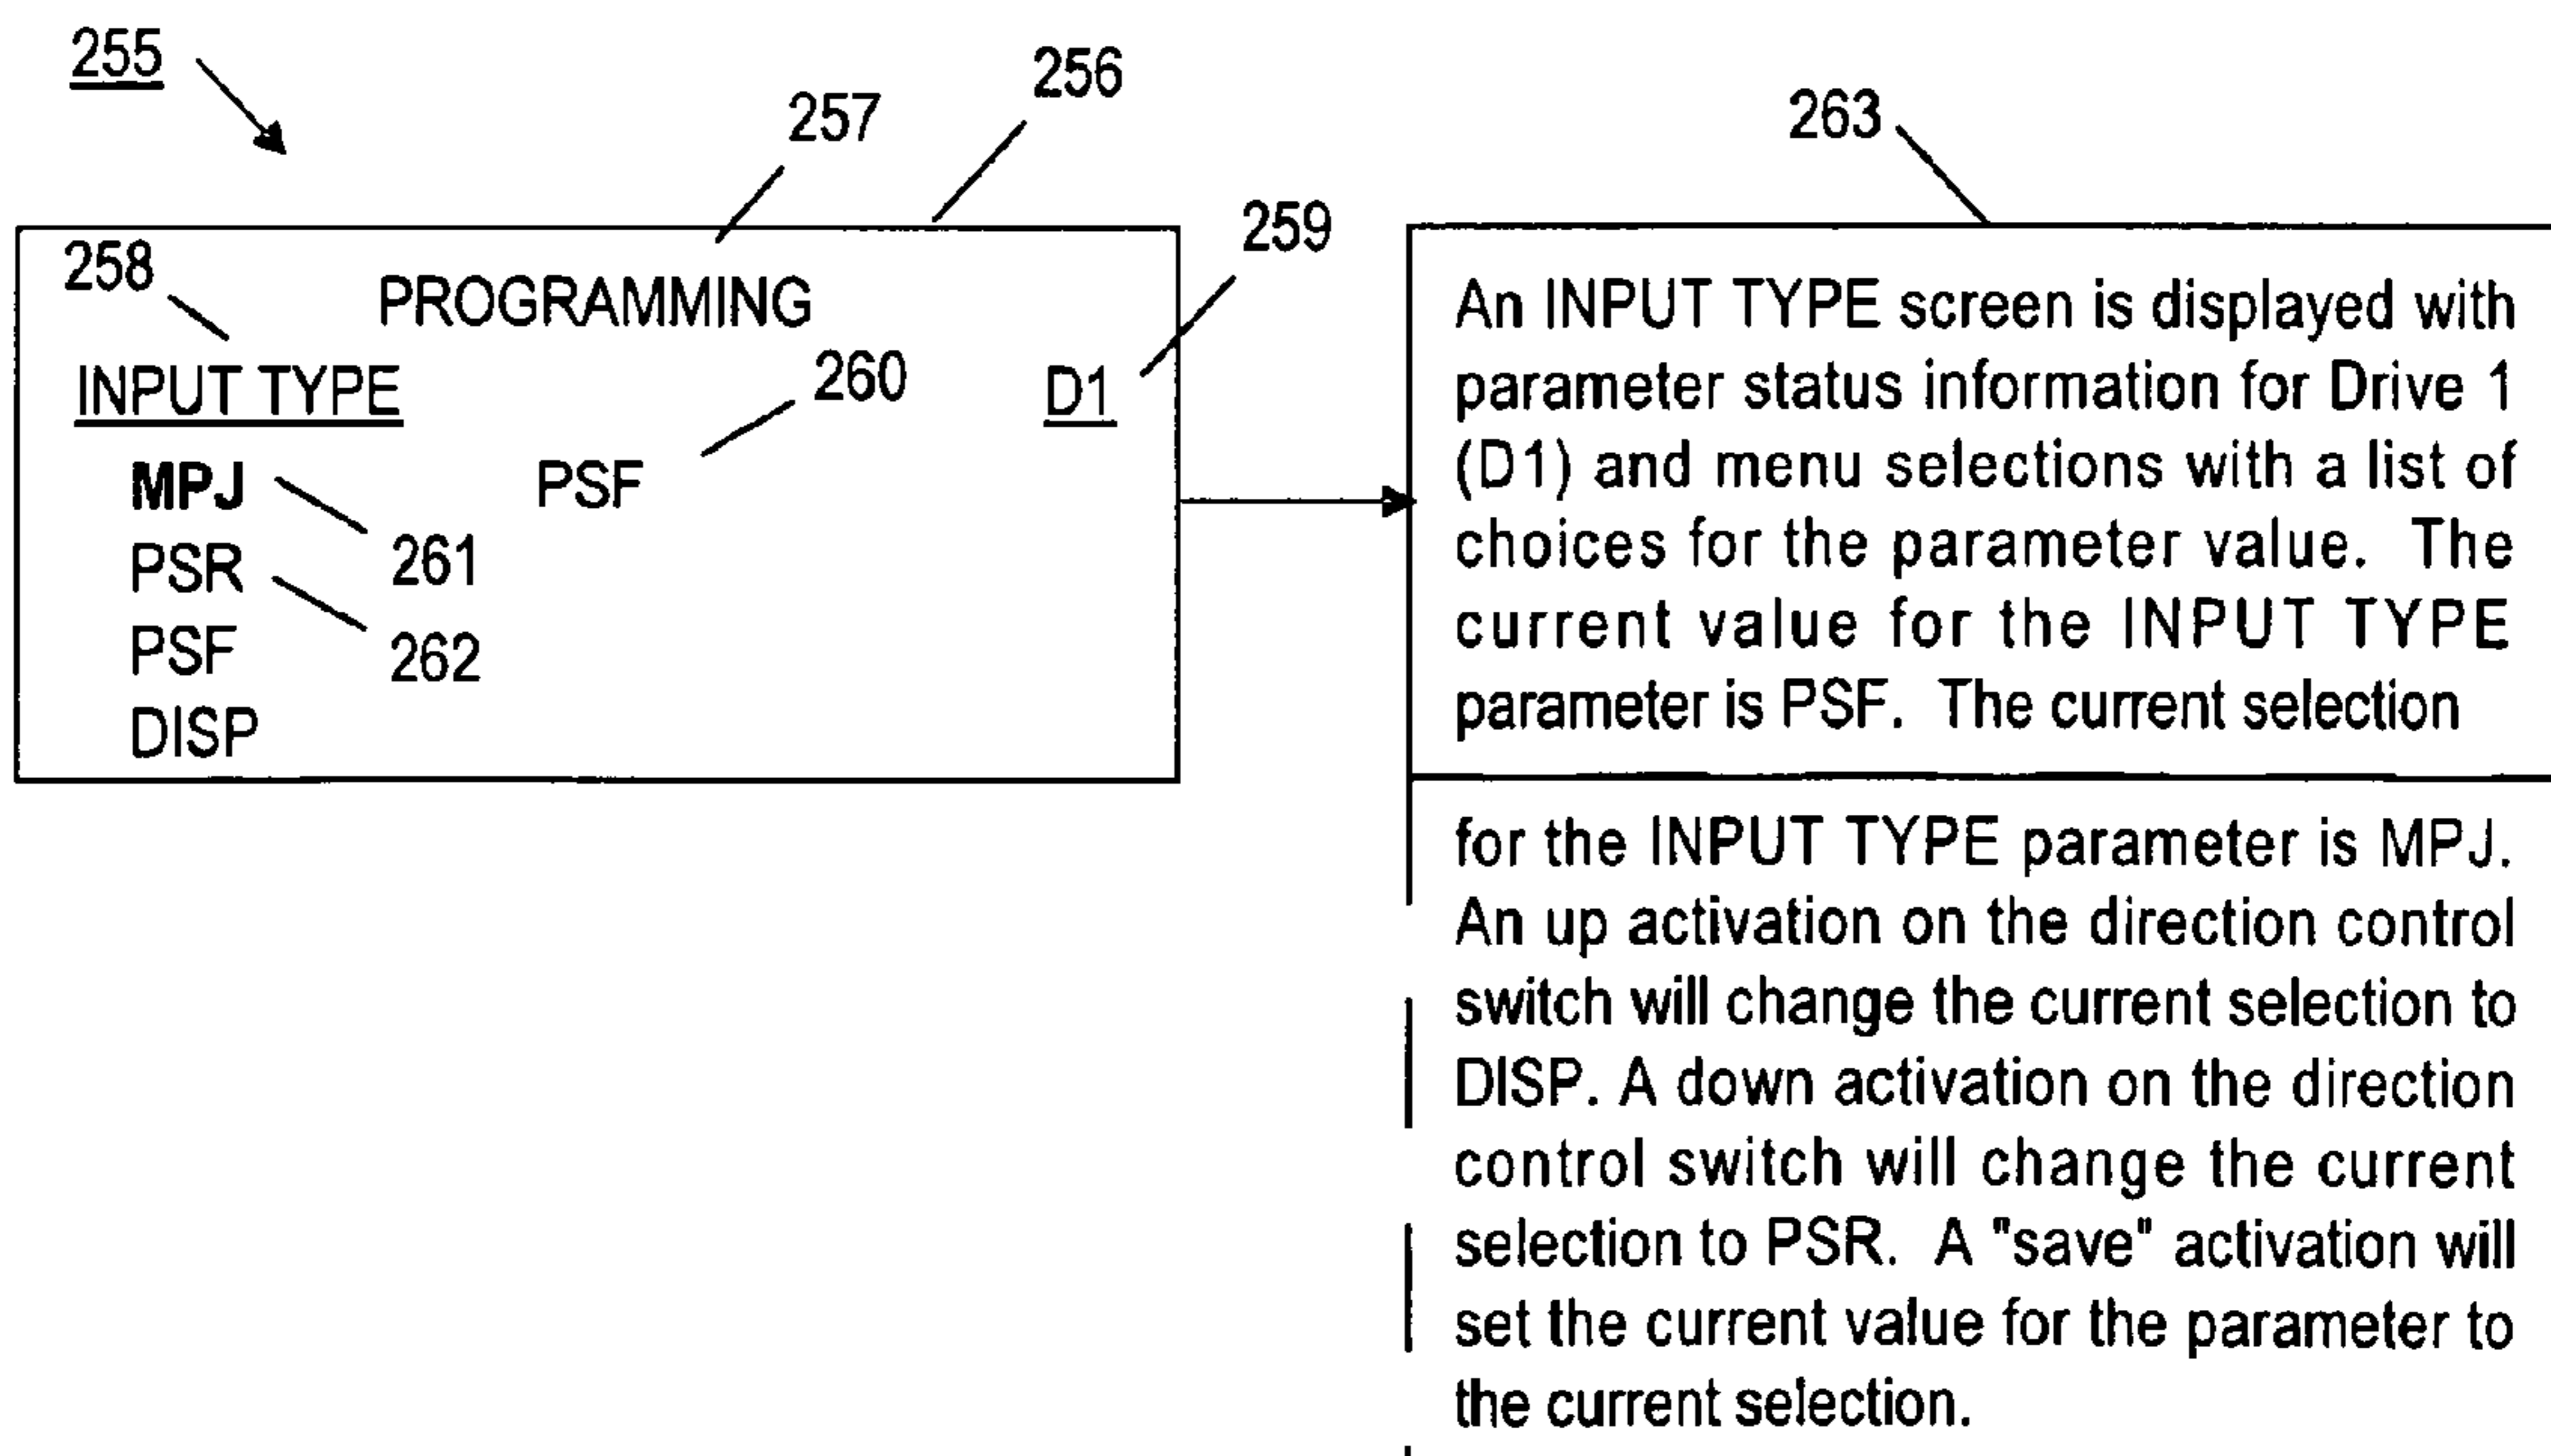 255
256
257
263
259
258
PROGRAMMING
260
INPUT TYPE
D1
MPJ
PSF
261
PSR
PSF
262
DISP
An INPUT TYPE screen is displayed with
parameter status information for Drive 1
(D1) and menu selections with a list of
choices for the parameter value. The
current value for the INPUT TYPE
parameter is PSF. The current selection
for the INPUT TYPE parameter is MPJ.
An up activation on the direction control
switch will change the current selection to
DISP. A down activation on the direction
control switch will change the current
selection to PSR. A "save" activation will
set the current value for the parameter to
the current selection.